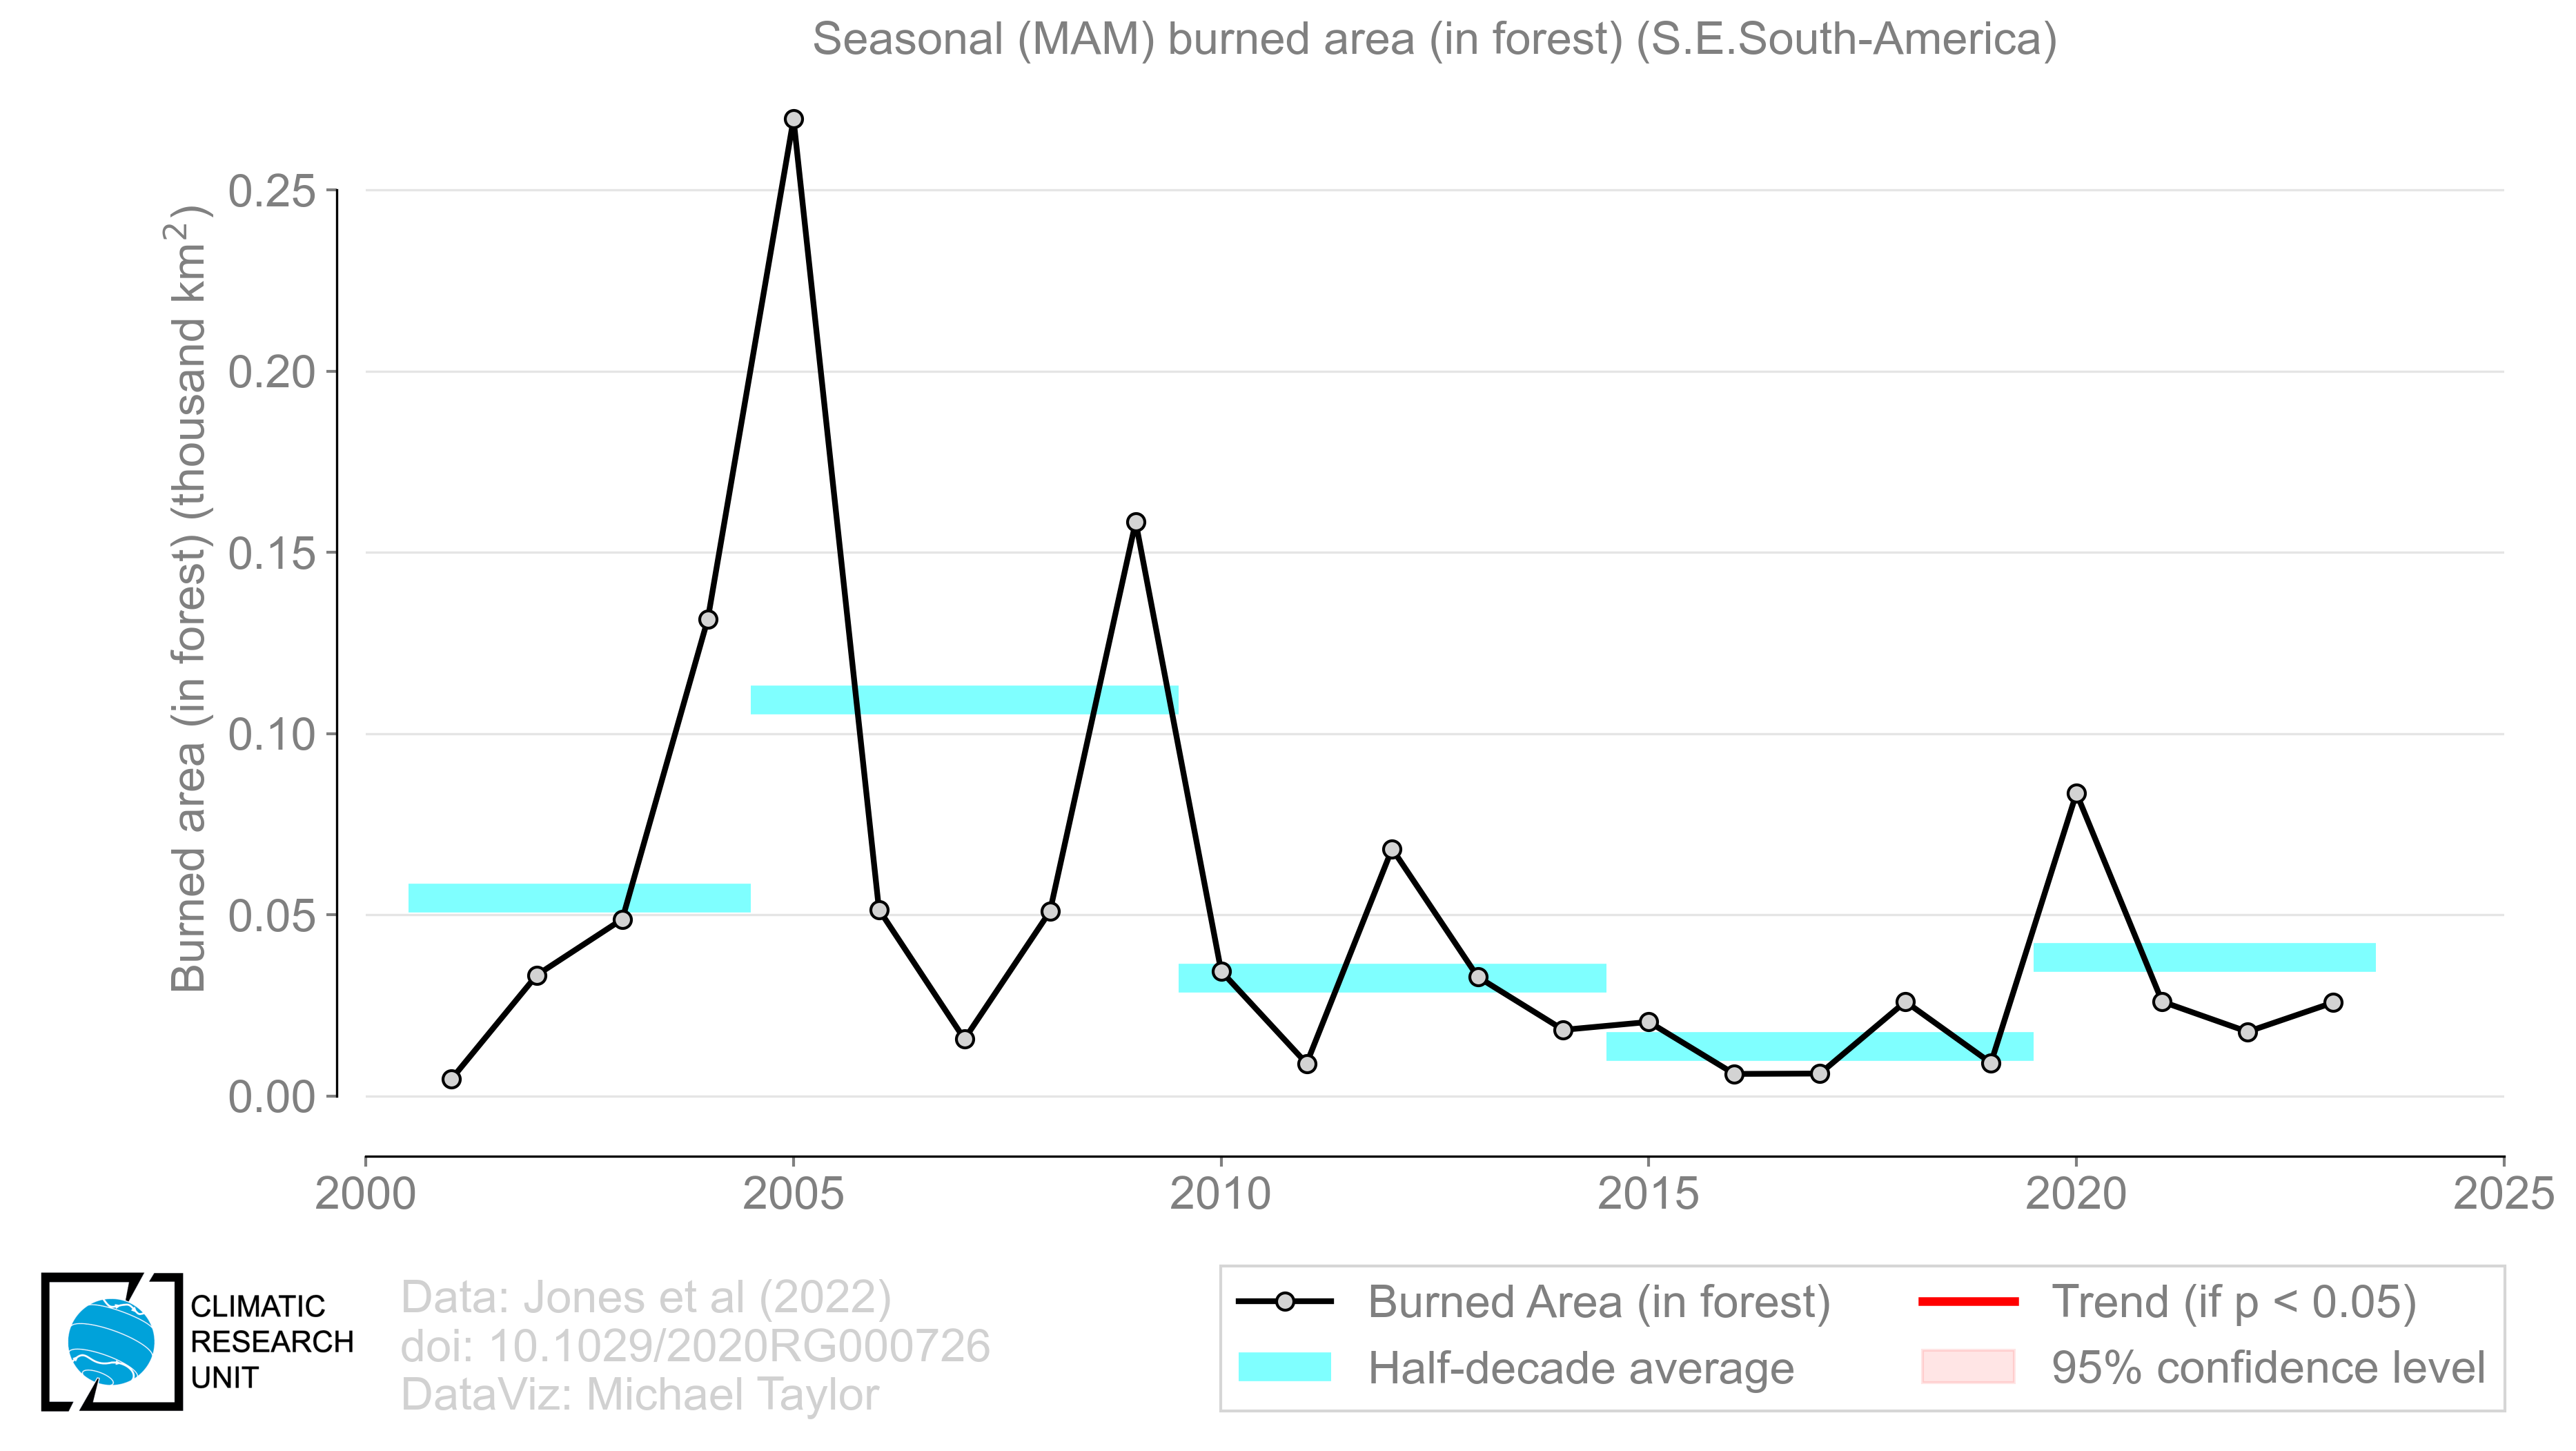 Seasonal (MAM) burned area (in forest) (S.E.South-America)
Burned area (in forest) (thousand km²)
0.25
0.20
0.15
0.10
0.05
0.00
2000 2005 2010 2015 2020 2025
CLIMATIC
RESEARCH
UNIT
Data: Jones et al (2022)
doi: 10.1029/2020RG000726
DataViz: Michael Taylor
Burned Area (in forest)
Half-decade average
Trend (if p < 0.05)
95% confidence level